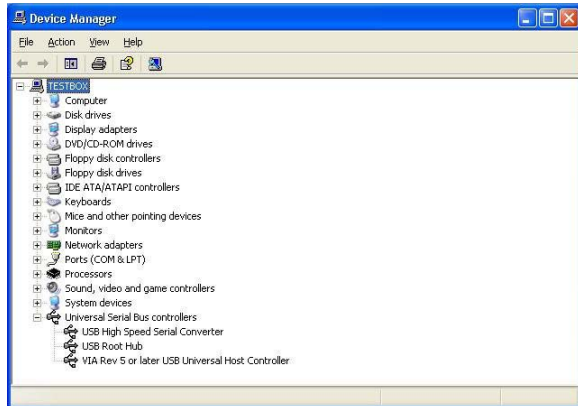 Device Manager
File Action View Help
TESTBOX
Computer
Disk drives
Display adapters
DVD/CD-ROM drives
Floppy disk controllers
Floppy disk drives
IDE ATA/ATAPI controllers
Keyboards
Mice and other pointing devices
Monitors
Network adapters
Ports (COM & LPT)
Processors
Sound, video and game controllers
System devices
Universal Serial Bus controllers
USB High Speed Serial Converter
USB Root Hub
VIA Rev 5 or later USB Universal Host Controller